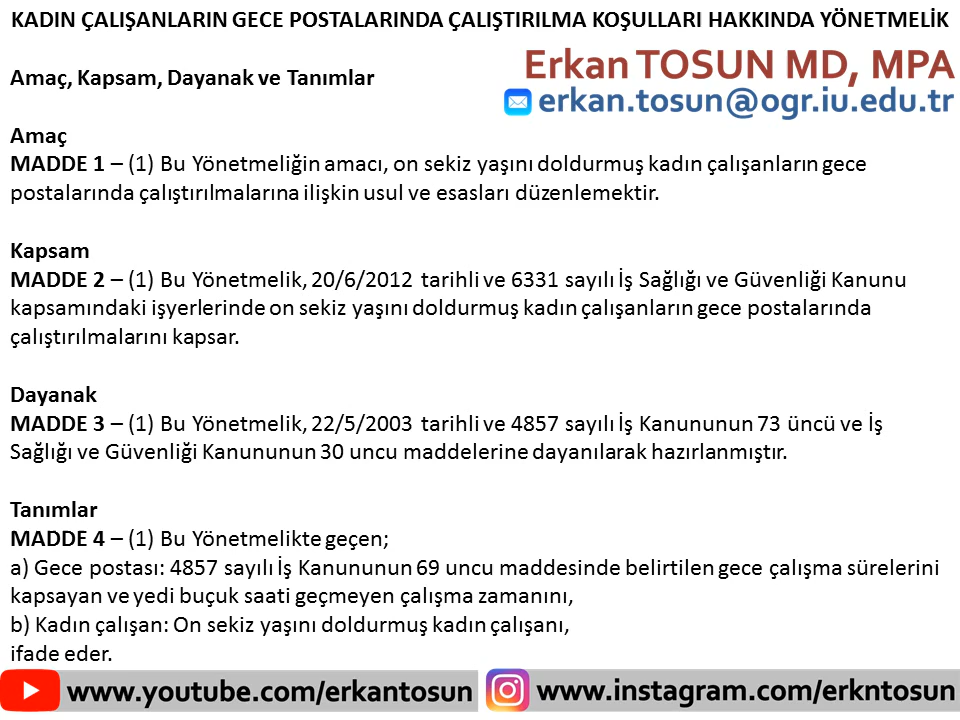 KADIN ÇALIŞANLARIN GECE POSTALARINDA ÇALIŞTIRILMA KOŞULLARI HAKKINDA YÖNETMELİK
Erkan TOSUN MD, MPA
Amaç, Kapsam, Dayanak ve Tanımlar
erkan.tosun@ogr.iu.edu.tr
Amaç
MADDE 1 – (1) Bu Yönetmeliğin amacı, on sekiz yaşını doldurmuş kadın çalışanların gece
postalarında çalıştırılmalarına ilişkin usul ve esasları düzenlemektir.
Kapsam
MADDE 2 – (1) Bu Yönetmelik, 20/6/2012 tarihli ve 6331 sayılı İş Sağlığı ve Güvenliği Kanunu
kapsamındaki işyerlerinde on sekiz yaşını doldurmuş kadın çalışanların gece postalarında
çalıştırılmalarını kapsar.
Dayanak
MADDE 3 – (1) Bu Yönetmelik, 22/5/2003 tarihli ve 4857 sayılı İş Kanununun 73 üncü ve İş
Sağlığı ve Güvenliği Kanununun 30 uncu maddelerine dayanılarak hazırlanmıştır.
Tanımlar
MADDE 4 – (1) Bu Yönetmelikte geçen;
a) Gece postası: 4857 sayılı İş Kanununun 69 uncu maddesinde belirtilen gece çalışma sürelerini
kapsayan ve yedi buçuk saati geçmeyen çalışma zamanını,
b) Kadın çalışan: On sekiz yaşını doldurmuş kadın çalışanı,
ifade eder.
www.youtube.com/erkantosun
www.instagram.com/erkntosun